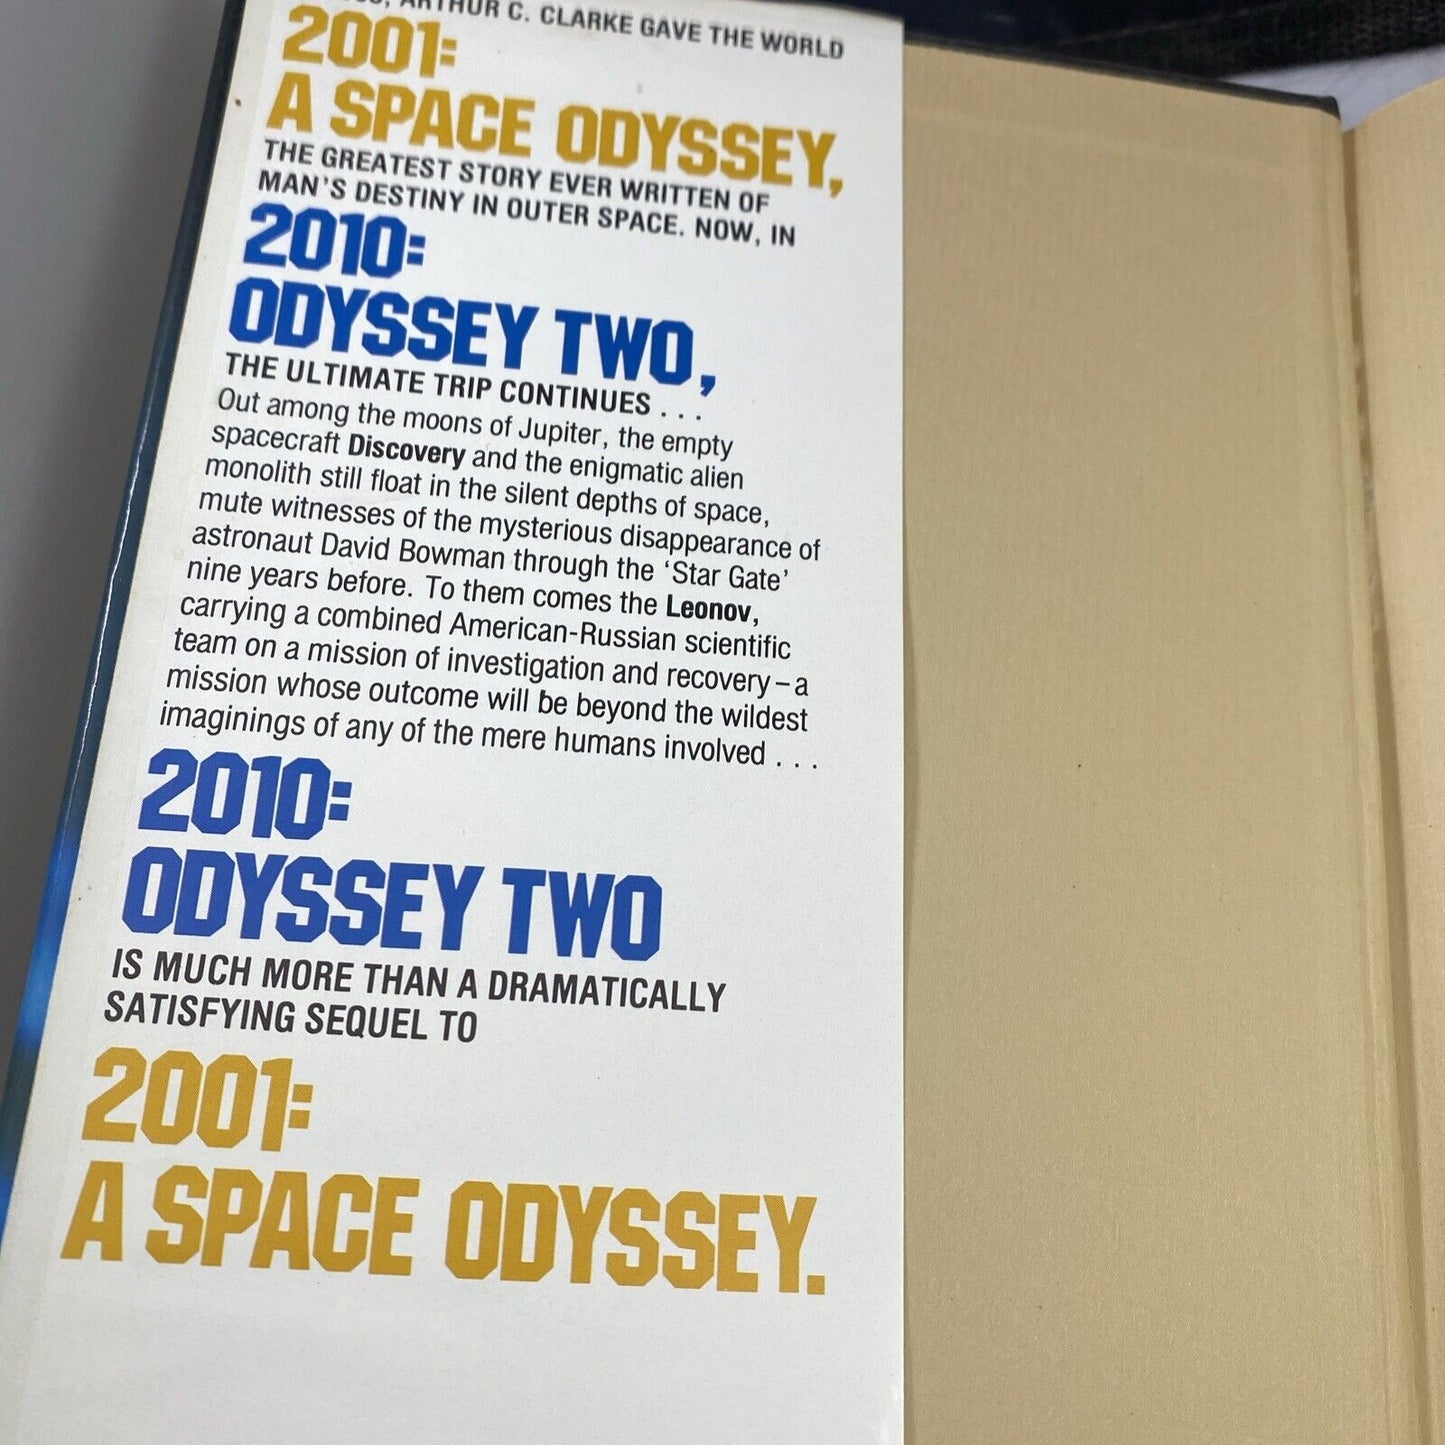 ARTHUR C. CLARKE GAVE THE WORLD
2001:
A SPACE ODYSSEY,
THE GREATEST STORY EVER WRITTEN OF
MAN'S DESTINY IN OUTER SPACE. NOW, IN
2010:
ODYSSEY TWO,
THE ULTIMATE TRIP CONTINUES . . .
Out among the moons of Jupiter, the empty
spacecraft Discovery and the enigmatic alien
monolith still float in the silent depths of space,
mute witnesses of the mysterious disappearance of
astronaut David Bowman through the ‘Star Gate’
nine years before. To them comes the Leonov,
carrying a combined American-Russian scientific
team on a mission of investigation and recovery – a
mission whose outcome will be beyond the wildest
imaginings of any of the mere humans involved . . .
2010:
ODYSSEY TWO
IS MUCH MORE THAN A DRAMATICALLY
SATISFYING SEQUEL TO
2001:
A SPACE ODYSSEY.